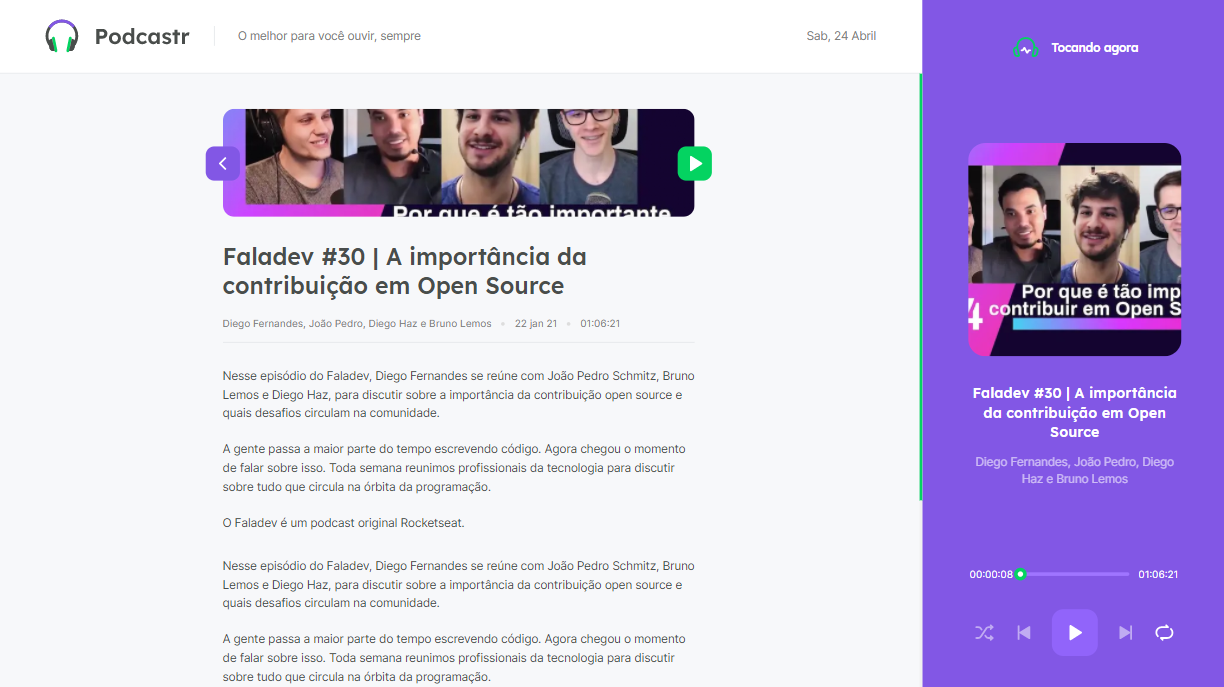 Podcastr
O melhor para você ouvir, sempre
Sab, 24 Abril
Por que é tão importante
Faladev #30 | A importância da
contribuição em Open Source
Diego Fernandes, João Pedro, Diego Haz e Bruno Lemos
22 jan 21
01:06:21
Nesse episódio do Faladev, Diego Fernandes se reúne com João Pedro Schmitz, Bruno
Lemos e Diego Haz, para discutir sobre a importância da contribuição open source e
quais desafios circulam na comunidade.
A gente passa a maior parte do tempo escrevendo código. Agora chegou o momento
de falar sobre isso. Toda semana reunimos profissionais da tecnologia para discutir
sobre tudo que circula na órbita da programação.
O Faladev é um podcast original Rocketseat.
Nesse episódio do Faladev, Diego Fernandes se reúne com João Pedro Schmitz, Bruno
Lemos e Diego Haz, para discutir sobre a importância da contribuição open source e
quais desafios circulam na comunidade.
A gente passa a maior parte do tempo escrevendo código. Agora chegou o momento
de falar sobre isso. Toda semana reunimos profissionais da tecnologia para discutir
sobre tudo que circula na órbita da programação.
Tocando agora
Por que é tão imp
4 contribuir em Open S
Faladev #30 | A importância
da contribuição em Open
Source
Diego Fernandes, João Pedro, Diego
Haz e Bruno Lemos
00:00:08
01:06:21